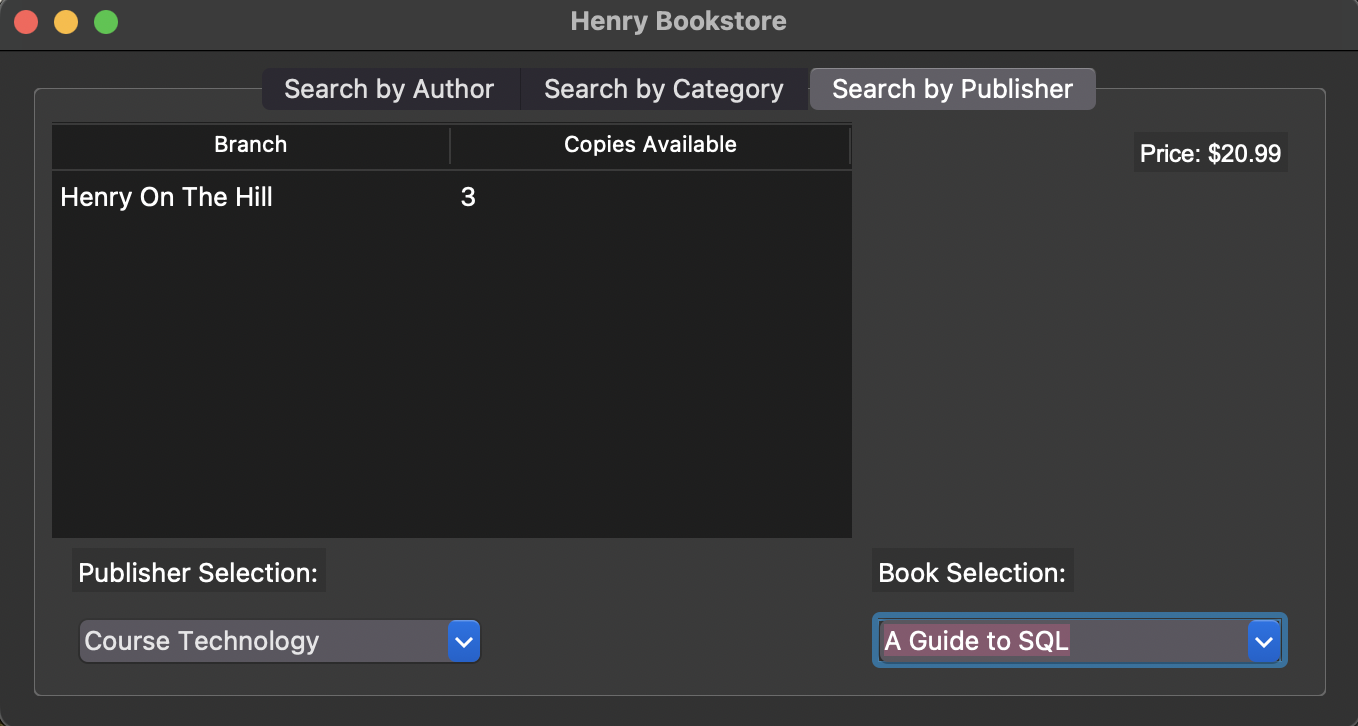 Henry Bookstore
Search by Author Search by Category Search by Publisher
Branch Copies Available
Price: $20.99
Henry On The Hill 3
Publisher Selection: Book Selection:
Course Technology A Guide to SQL